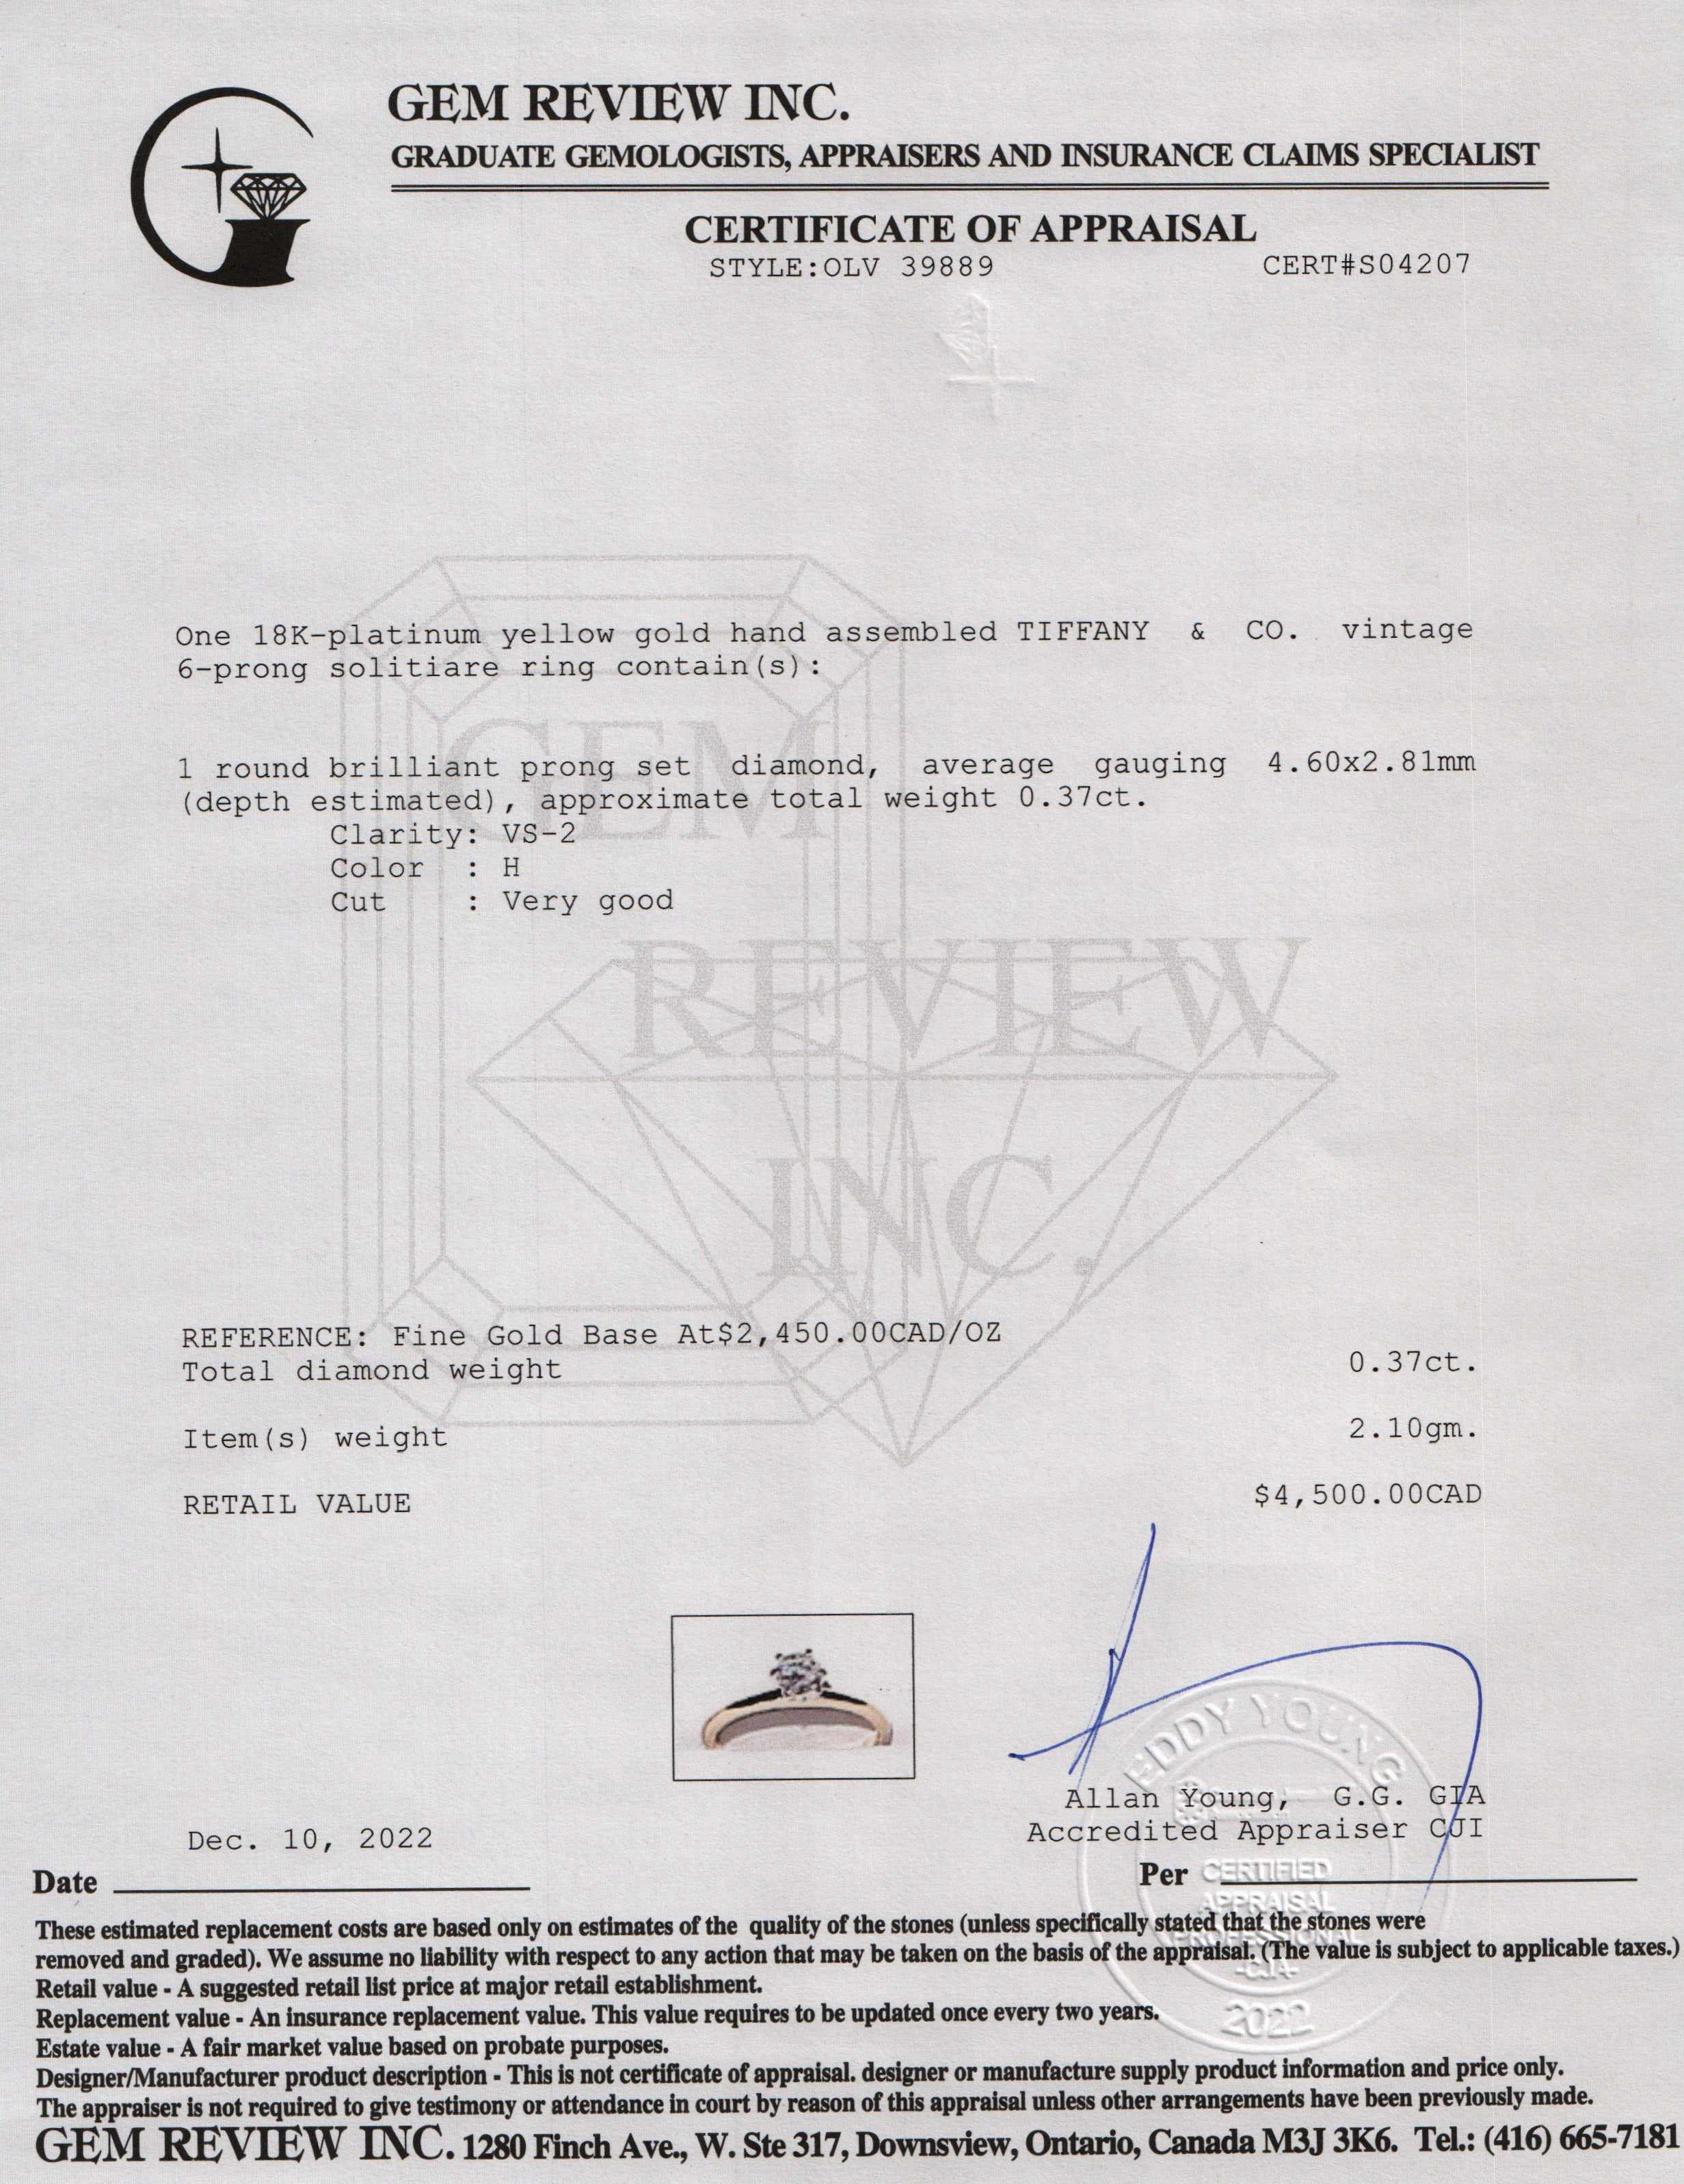 GEM REVIEW INC.
GRADUATE GEMOLOGISTS, APPRAISERS AND INSURANCE CLAIMS SPECIALIST
CERTIFICATE OF APPRAISAL
STYLE:OLV 39889 CERT#S04207
One 18K-platinum yellow gold hand assembled TIFFANY & CO. vintage
6-prong solitiare ring contain(s):
1 round brilliant prong set diamond, average gauging 4.60x2.81mm
(depth estimated), approximate total weight 0.37ct.
Clarity: VS-2
Color : H
Cut : Very good
GEM
REVIEW
INC.
REFERENCE: Fine Gold Base At$2,450.00CAD/OZ
Total diamond weight 0.37ct.
Item(s) weight 2.10gm.
RETAIL VALUE $4,500.00CAD
EDDY YOUNG
Allan Young, G.G. GIA
Accredited Appraiser CJI
Dec. 10, 2022
Date
Per
CERTIFIED
APPRAISAL
PROFESSIONAL
-CJA-
2022
These estimated replacement costs are based only on estimates of the quality of the stones (unless specifically stated that the stones were
removed and graded). We assume no liability with respect to any action that may be taken on the basis of the appraisal. (The value is subject to applicable taxes.)
Retail value - A suggested retail list price at major retail establishment.
Replacement value - An insurance replacement value. This value requires to be updated once every two years.
Estate value - A fair market value based on probate purposes.
Designer/Manufacturer product description - This is not certificate of appraisal. designer or manufacture supply product information and price only.
The appraiser is not required to give testimony or attendance in court by reason of this appraisal unless other arrangements have been previously made.
GEM REVIEW INC. 1280 Finch Ave., W. Ste 317, Downsview, Ontario, Canada M3J 3K6. Tel.: (416) 665-7181